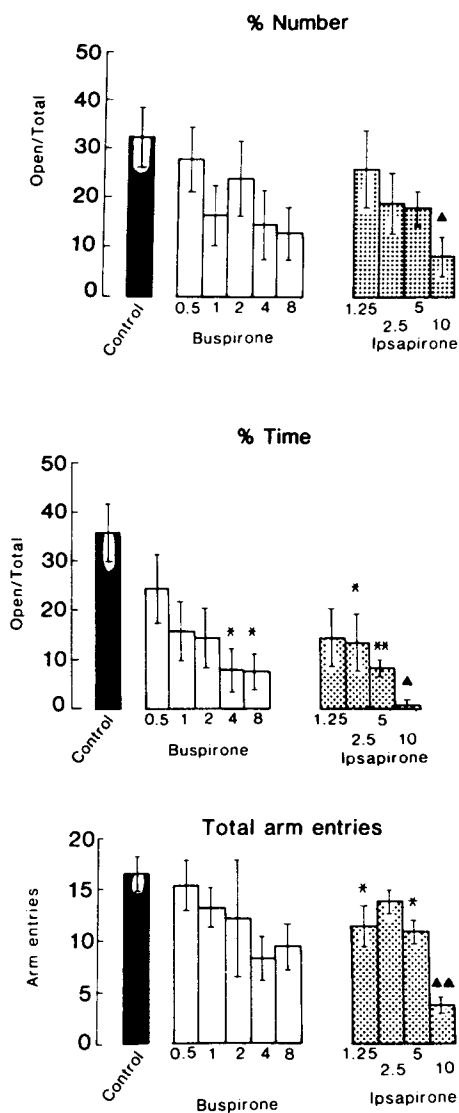 % Number
50
40
30
20
10
0
Open/Total
Control
0.5 1 2 4 8
Buspirone
▲
1.25 5
2.5 10
Ipsapirone
% Time
50
40
30
20
10
0
Open/Total
Control
* *
0.5 1 2 4 8
Buspirone
* ** ▲
1.25 5
2.5 10
Ipsapirone
Total arm entries
20
15
10
5
0
Arm entries
Control
0.5 1 2 4 8
Buspirone
* * ▲▲
1.25 5
2.5 10
Ipsapirone